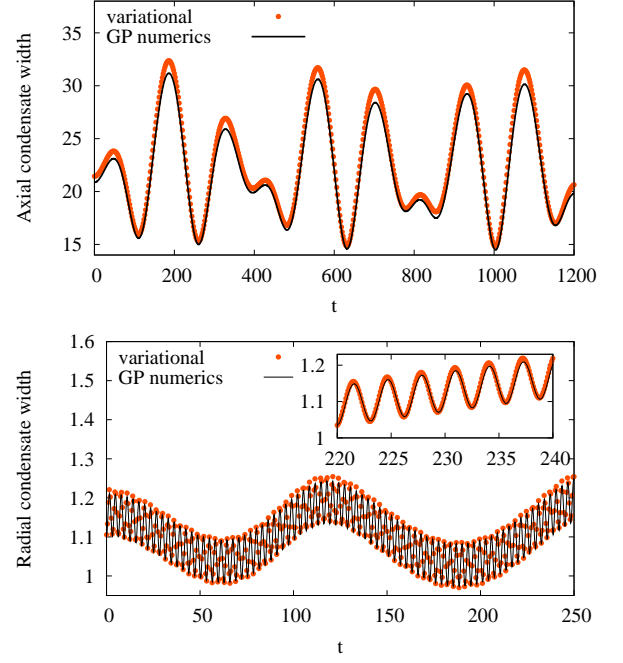 35
30
25
20
15
0 200 400 600 800 1000 1200
Axial condensate width
t
variational
GP numerics
1.6
1.5
1.4
1.3
1.2
1.1
1
0 50 100 150 200 250
Radial condensate width
t
variational
GP numerics
1.2
1.1
1
220 225 230 235 240